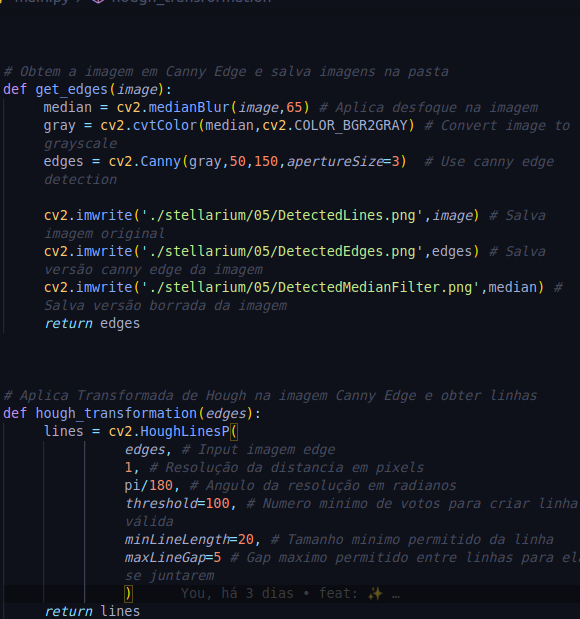 main.py > hough_transformation
# Obtem a imagem em Canny Edge e salva imagens na pasta
def get_edges(image):
median = cv2.medianBlur(image,65) # Aplica desfoque na imagem
gray = cv2.cvtColor(median,cv2.COLOR_BGR2GRAY) # Convert image to
grayscale
edges = cv2.Canny(gray,50,150,apertureSize=3)  # Use canny edge
detection
cv2.imwrite('./stellarium/05/DetectedLines.png',image) # Salva
imagem original
cv2.imwrite('./stellarium/05/DetectedEdges.png',edges) # Salva
versão canny edge da imagem
cv2.imwrite('./stellarium/05/DetectedMedianFilter.png',median) #
Salva versão borrada da imagem
return edges
# Aplica Transformada de Hough na imagem Canny Edge e obter linhas
def hough_transformation(edges):
lines = cv2.HoughLinesP(
edges, # Input imagem edge
1, # Resolução da distancia em pixels
pi/180, # Angulo da resolução em radianos
threshold=100, # Numero minimo de votos para criar linha
válida
minLineLength=20, # Tamanho minimo permitido da linha
maxLineGap=5 # Gap maximo permitido entre linhas para el
se juntarem
) You, há 3 dias • feat: ✨ …
return lines